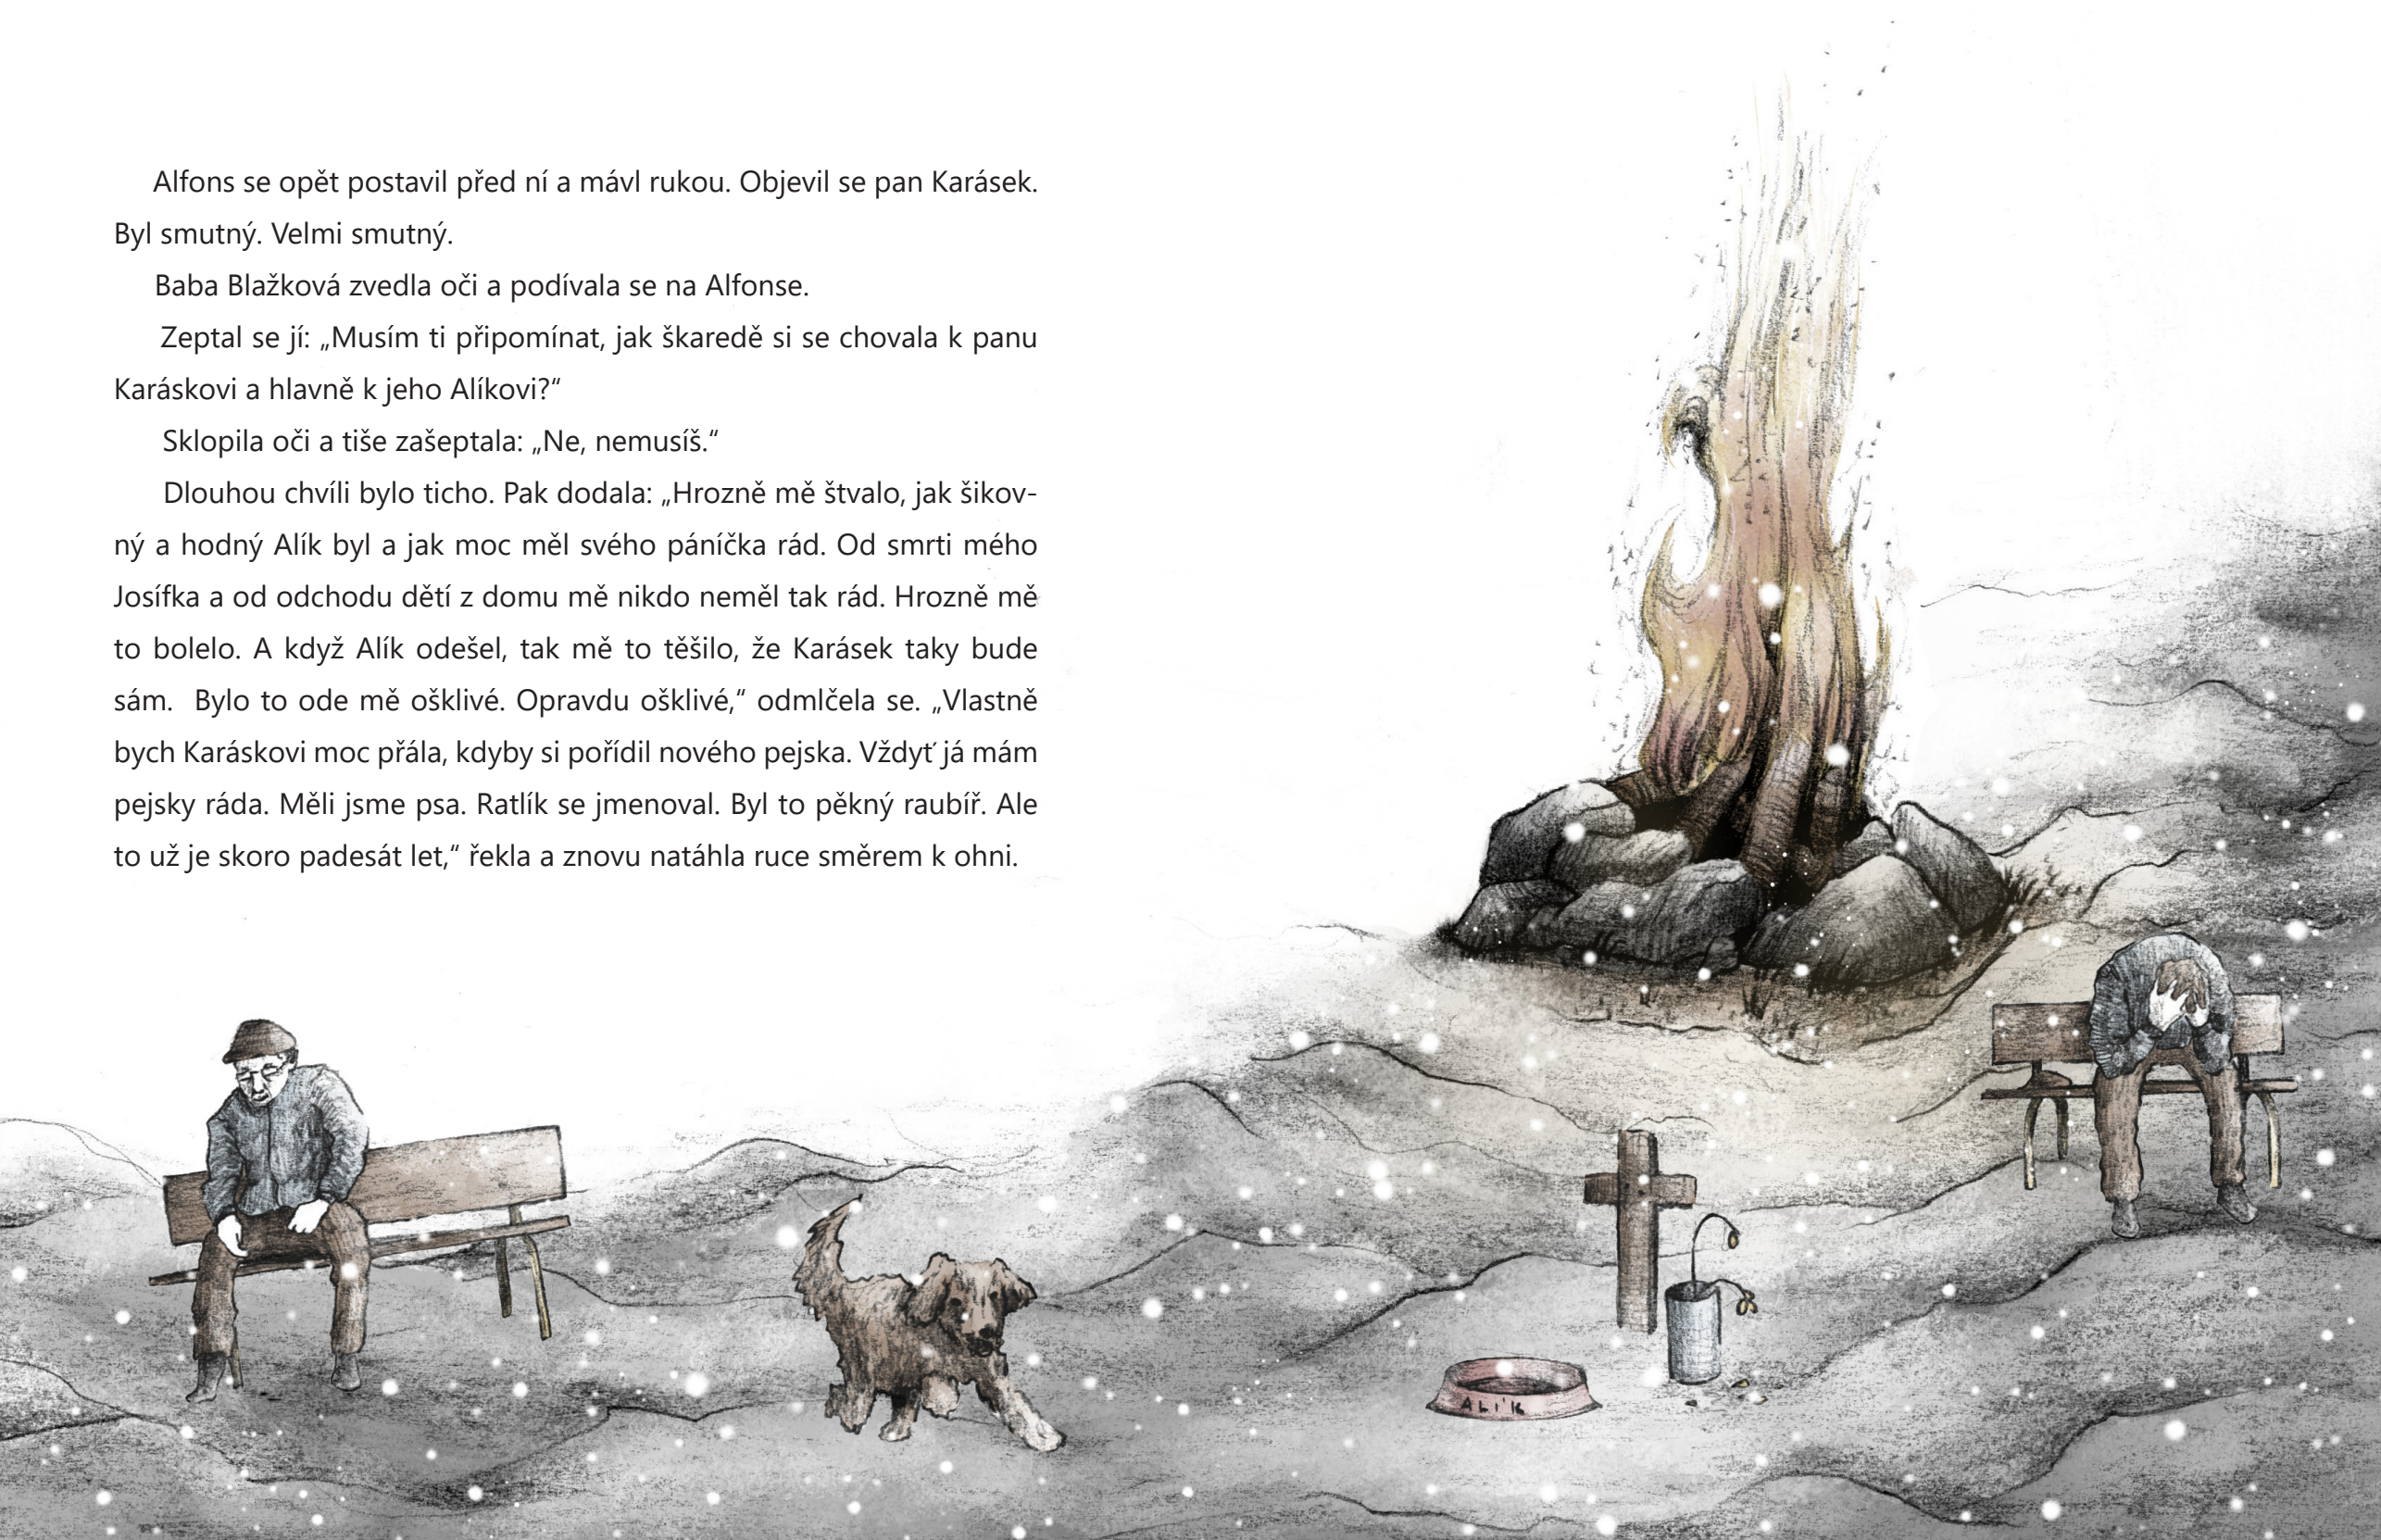 Alfons se opět postavil před ní a mávl rukou. Objevil se pan Karásek.
Byl smutný. Velmi smutný.
Baba Blažková zvedla oči a podívala se na Alfonse.
Zeptal se jí: „Musím ti připomínat, jak škaredě si se chovala k panu
Karáskovi a hlavně k jeho Alíkovi?“
Sklopila oči a tiše zašeptala: „Ne, nemusíš.“
Dlouhou chvíli bylo ticho. Pak dodala: „Hrozně mě štvalo, jak šikov-
ný a hodný Alík byl a jak moc měl svého páníčka rád. Od smrti mého
Josífka a od odchodu dětí z domu mě nikdo neměl tak rád. Hrozně mě
to bolelo. A když Alík odešel, tak mě to těšilo, že Karásek taky bude
sám.  Bylo to ode mě ošklivé. Opravdu ošklivé,“ odmlčela se. „Vlastně
bych Karáskovi moc přála, kdyby si pořídil nového pejska. Vždyť já mám
pejsky ráda. Měli jsme psa. Ratlík se jmenoval. Byl to pěkný raubíř. Ale
to už je skoro padesát let,“ řekla a znovu natáhla ruce směrem k ohni.
ALÍK